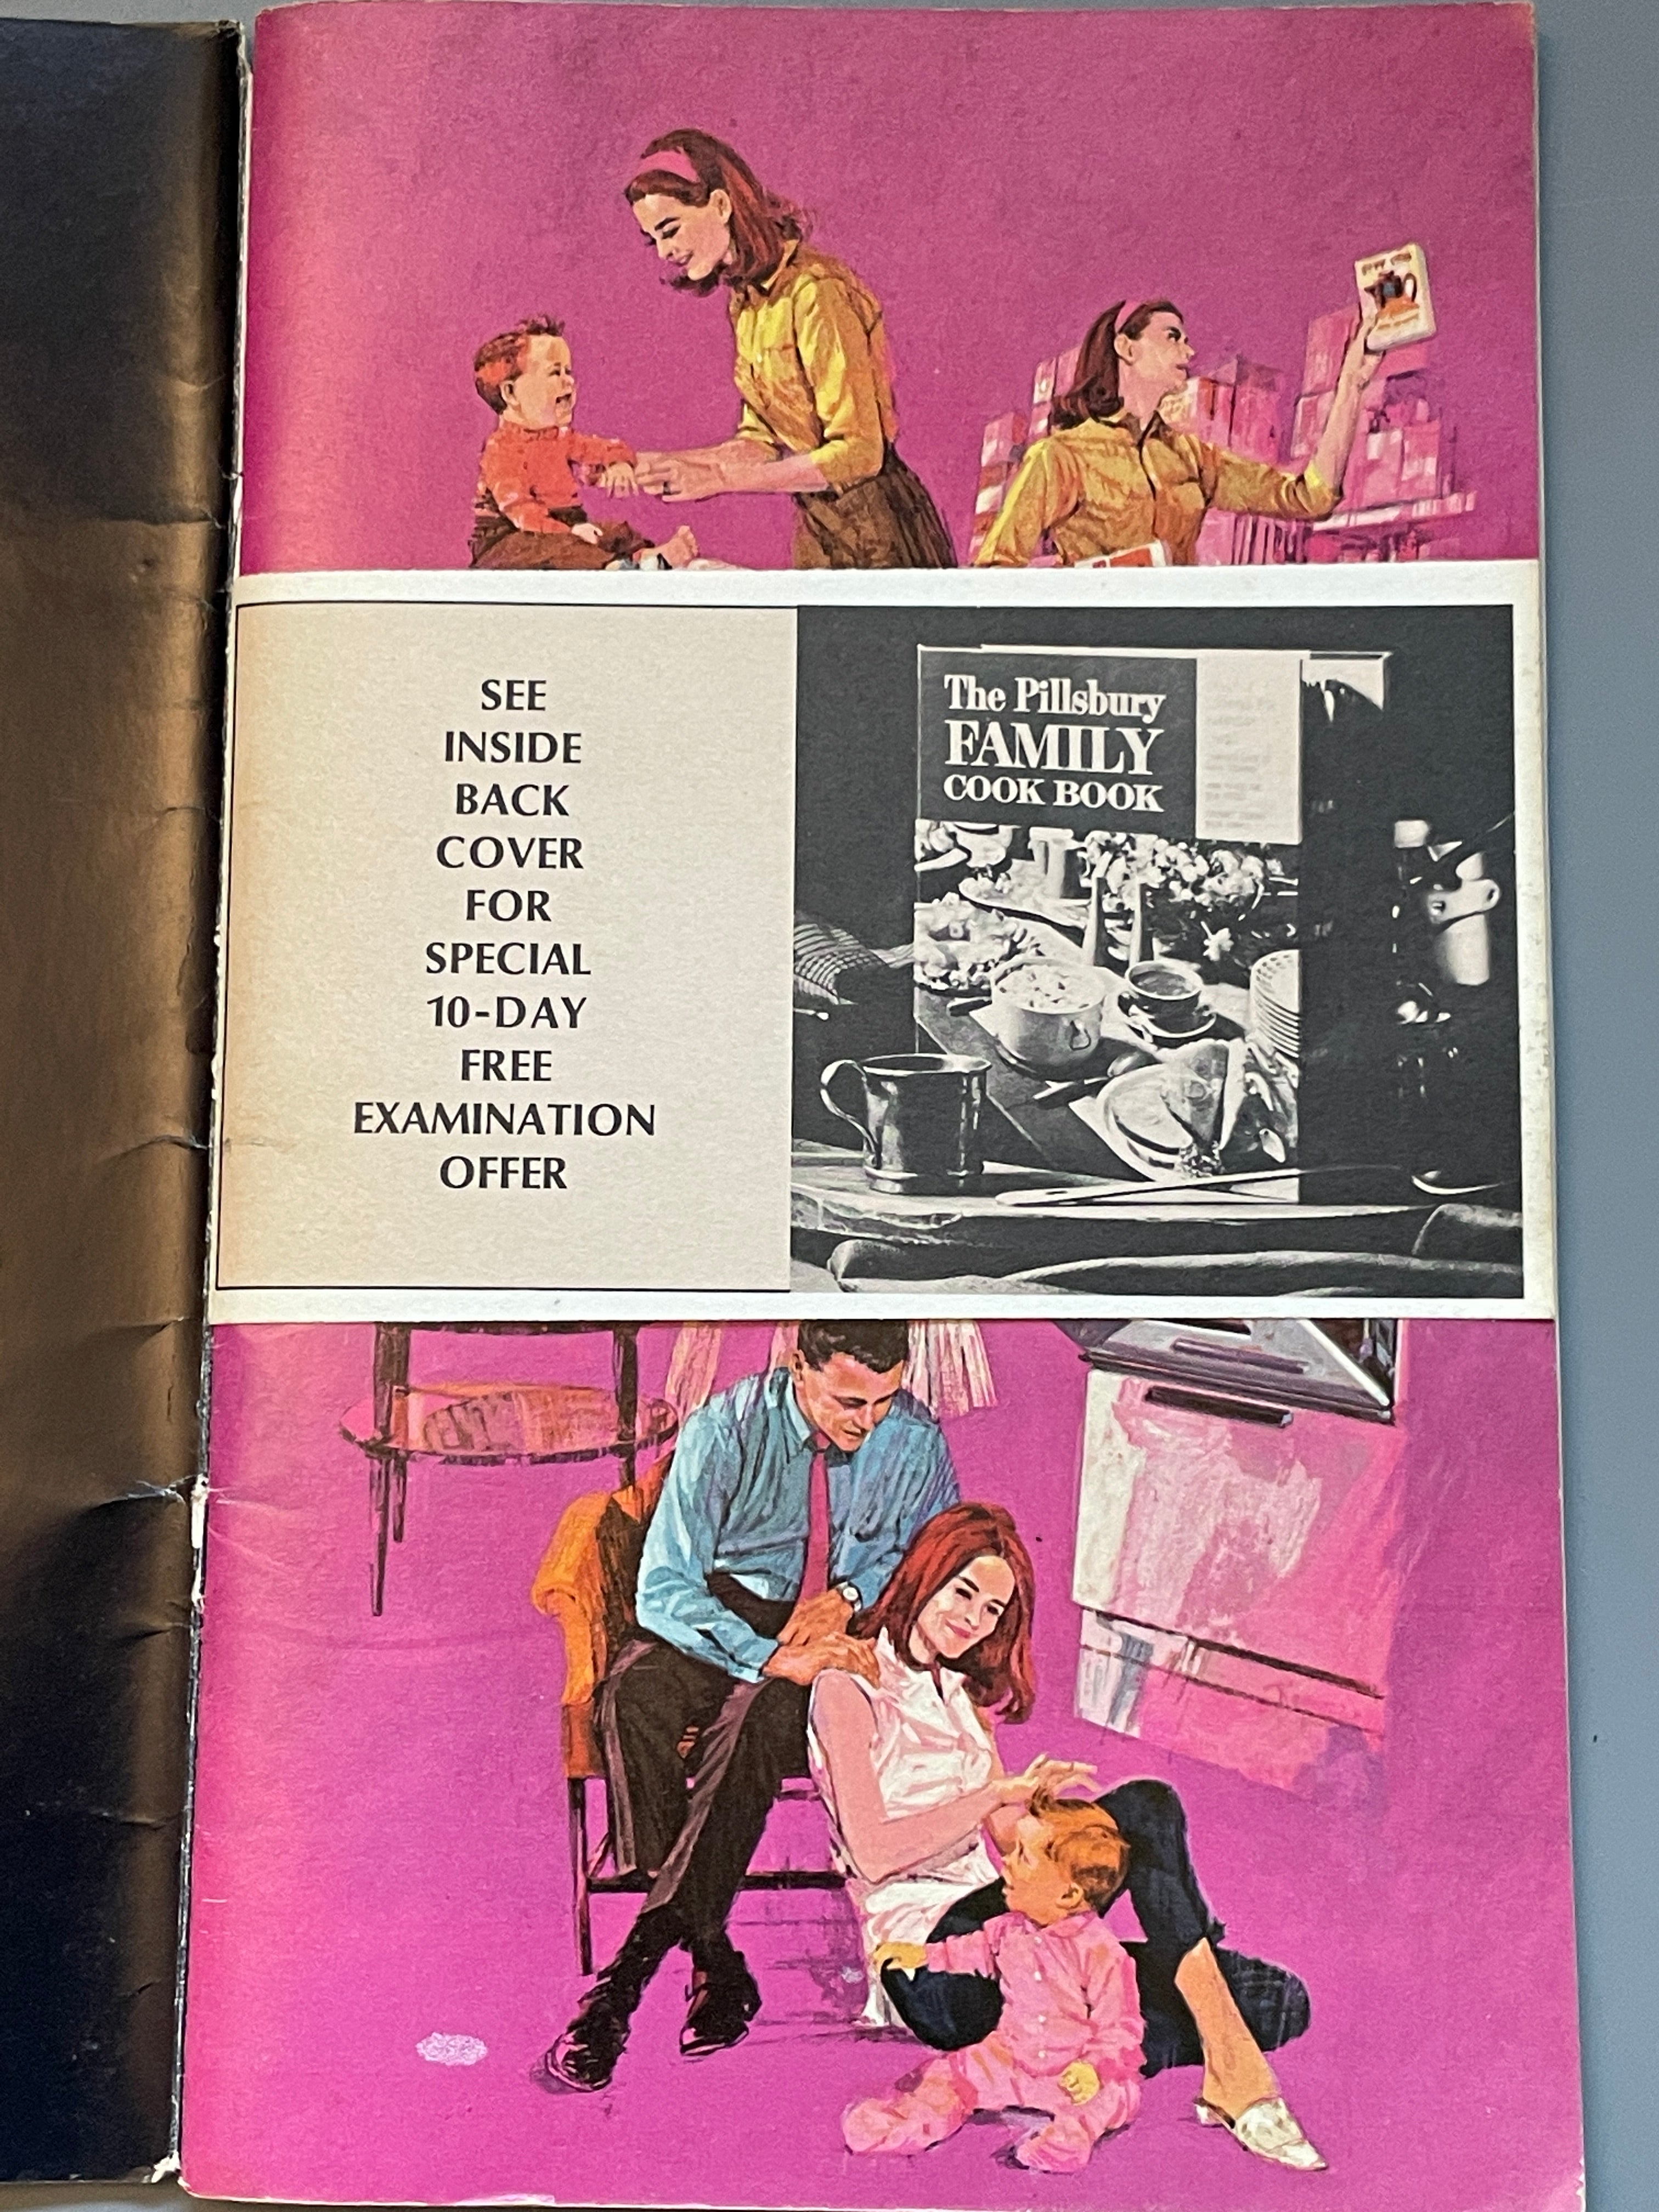 SEE
INSIDE
BACK
COVER
FOR
SPECIAL
10-DAY
FREE
EXAMINATION
OFFER
The Pillsbury
FAMILY
COOK BOOK